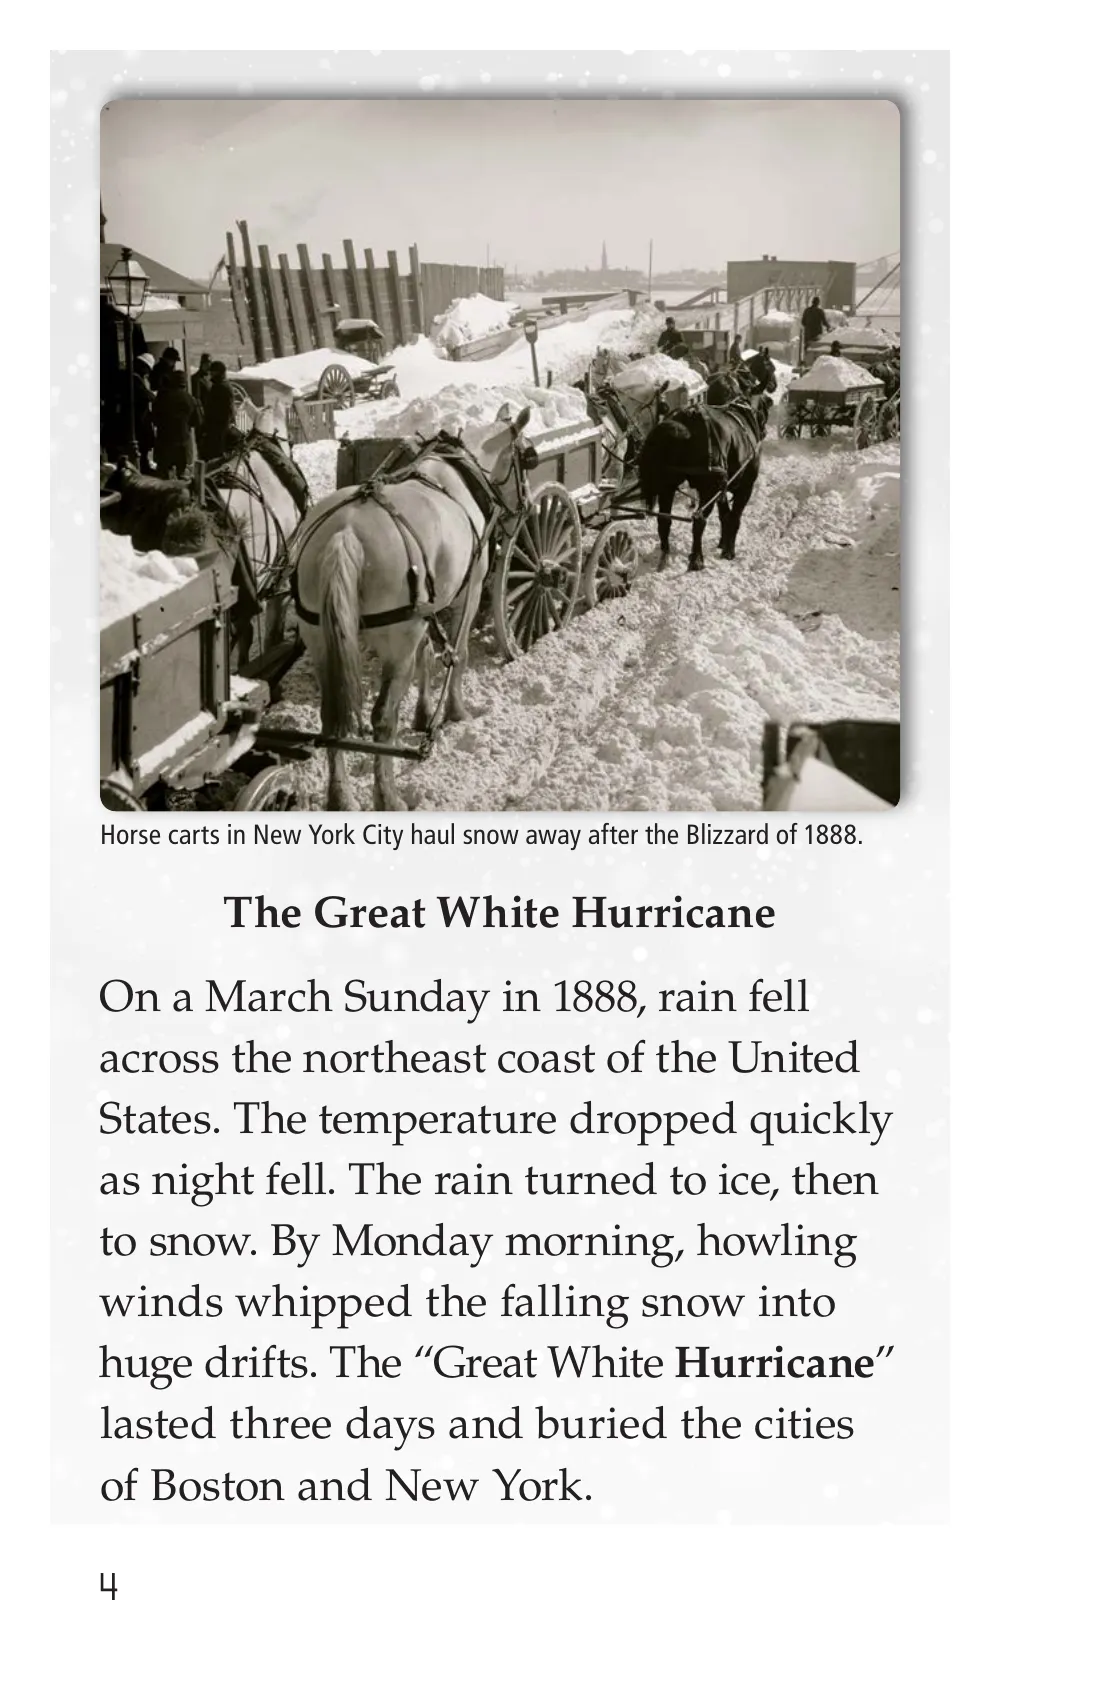 Horse carts in New York City haul snow away after the Blizzard of 1888.
The Great White Hurricane
On a March Sunday in 1888, rain fell
across the northeast coast of the United
States. The temperature dropped quickly
as night fell. The rain turned to ice, then
to snow. By Monday morning, howling
winds whipped the falling snow into
huge drifts. The “Great White Hurricane”
lasted three days and buried the cities
of Boston and New York.
4